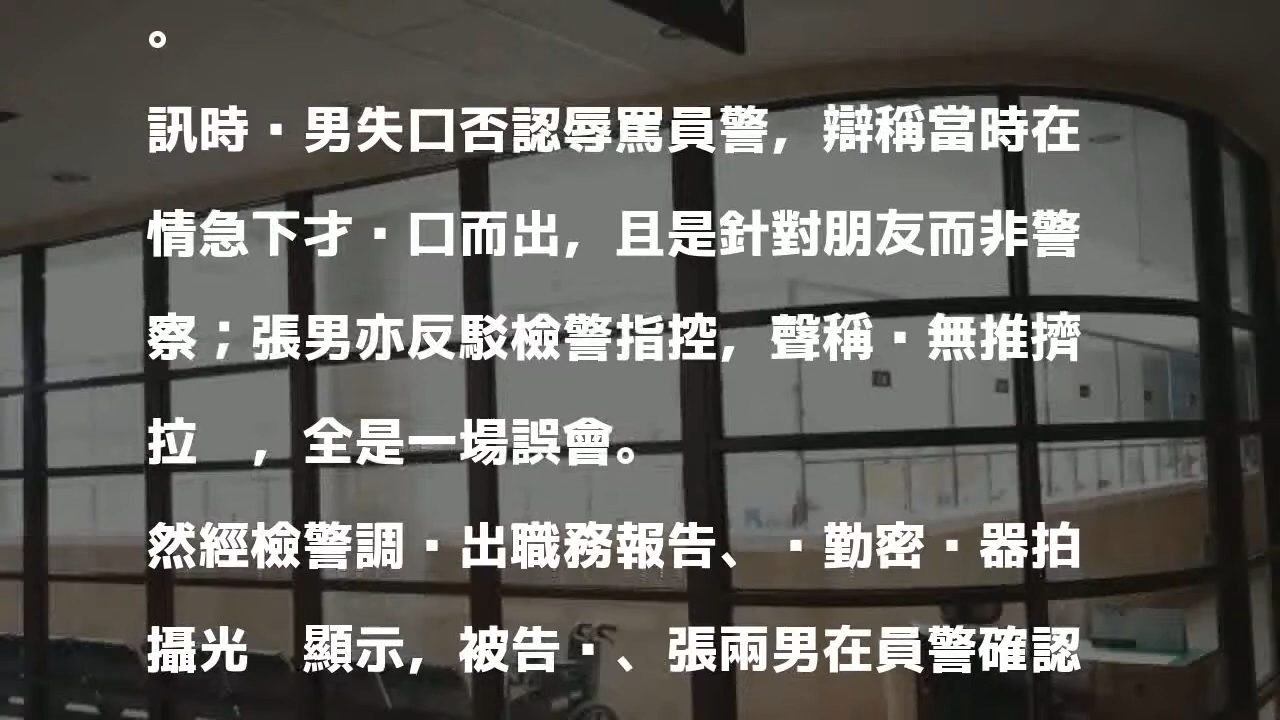 。
訊時·男失口否認辱罵員警，辯稱當時在
情急下才·口而出，且是針對朋友而非警
察；張男亦反駁檢警指控，聲稱·無推擠
拉　，全是一場誤會。
然經檢警調·出職務報告、·勤密·器拍
攝光　顯示，被告·、張兩男在員警確認